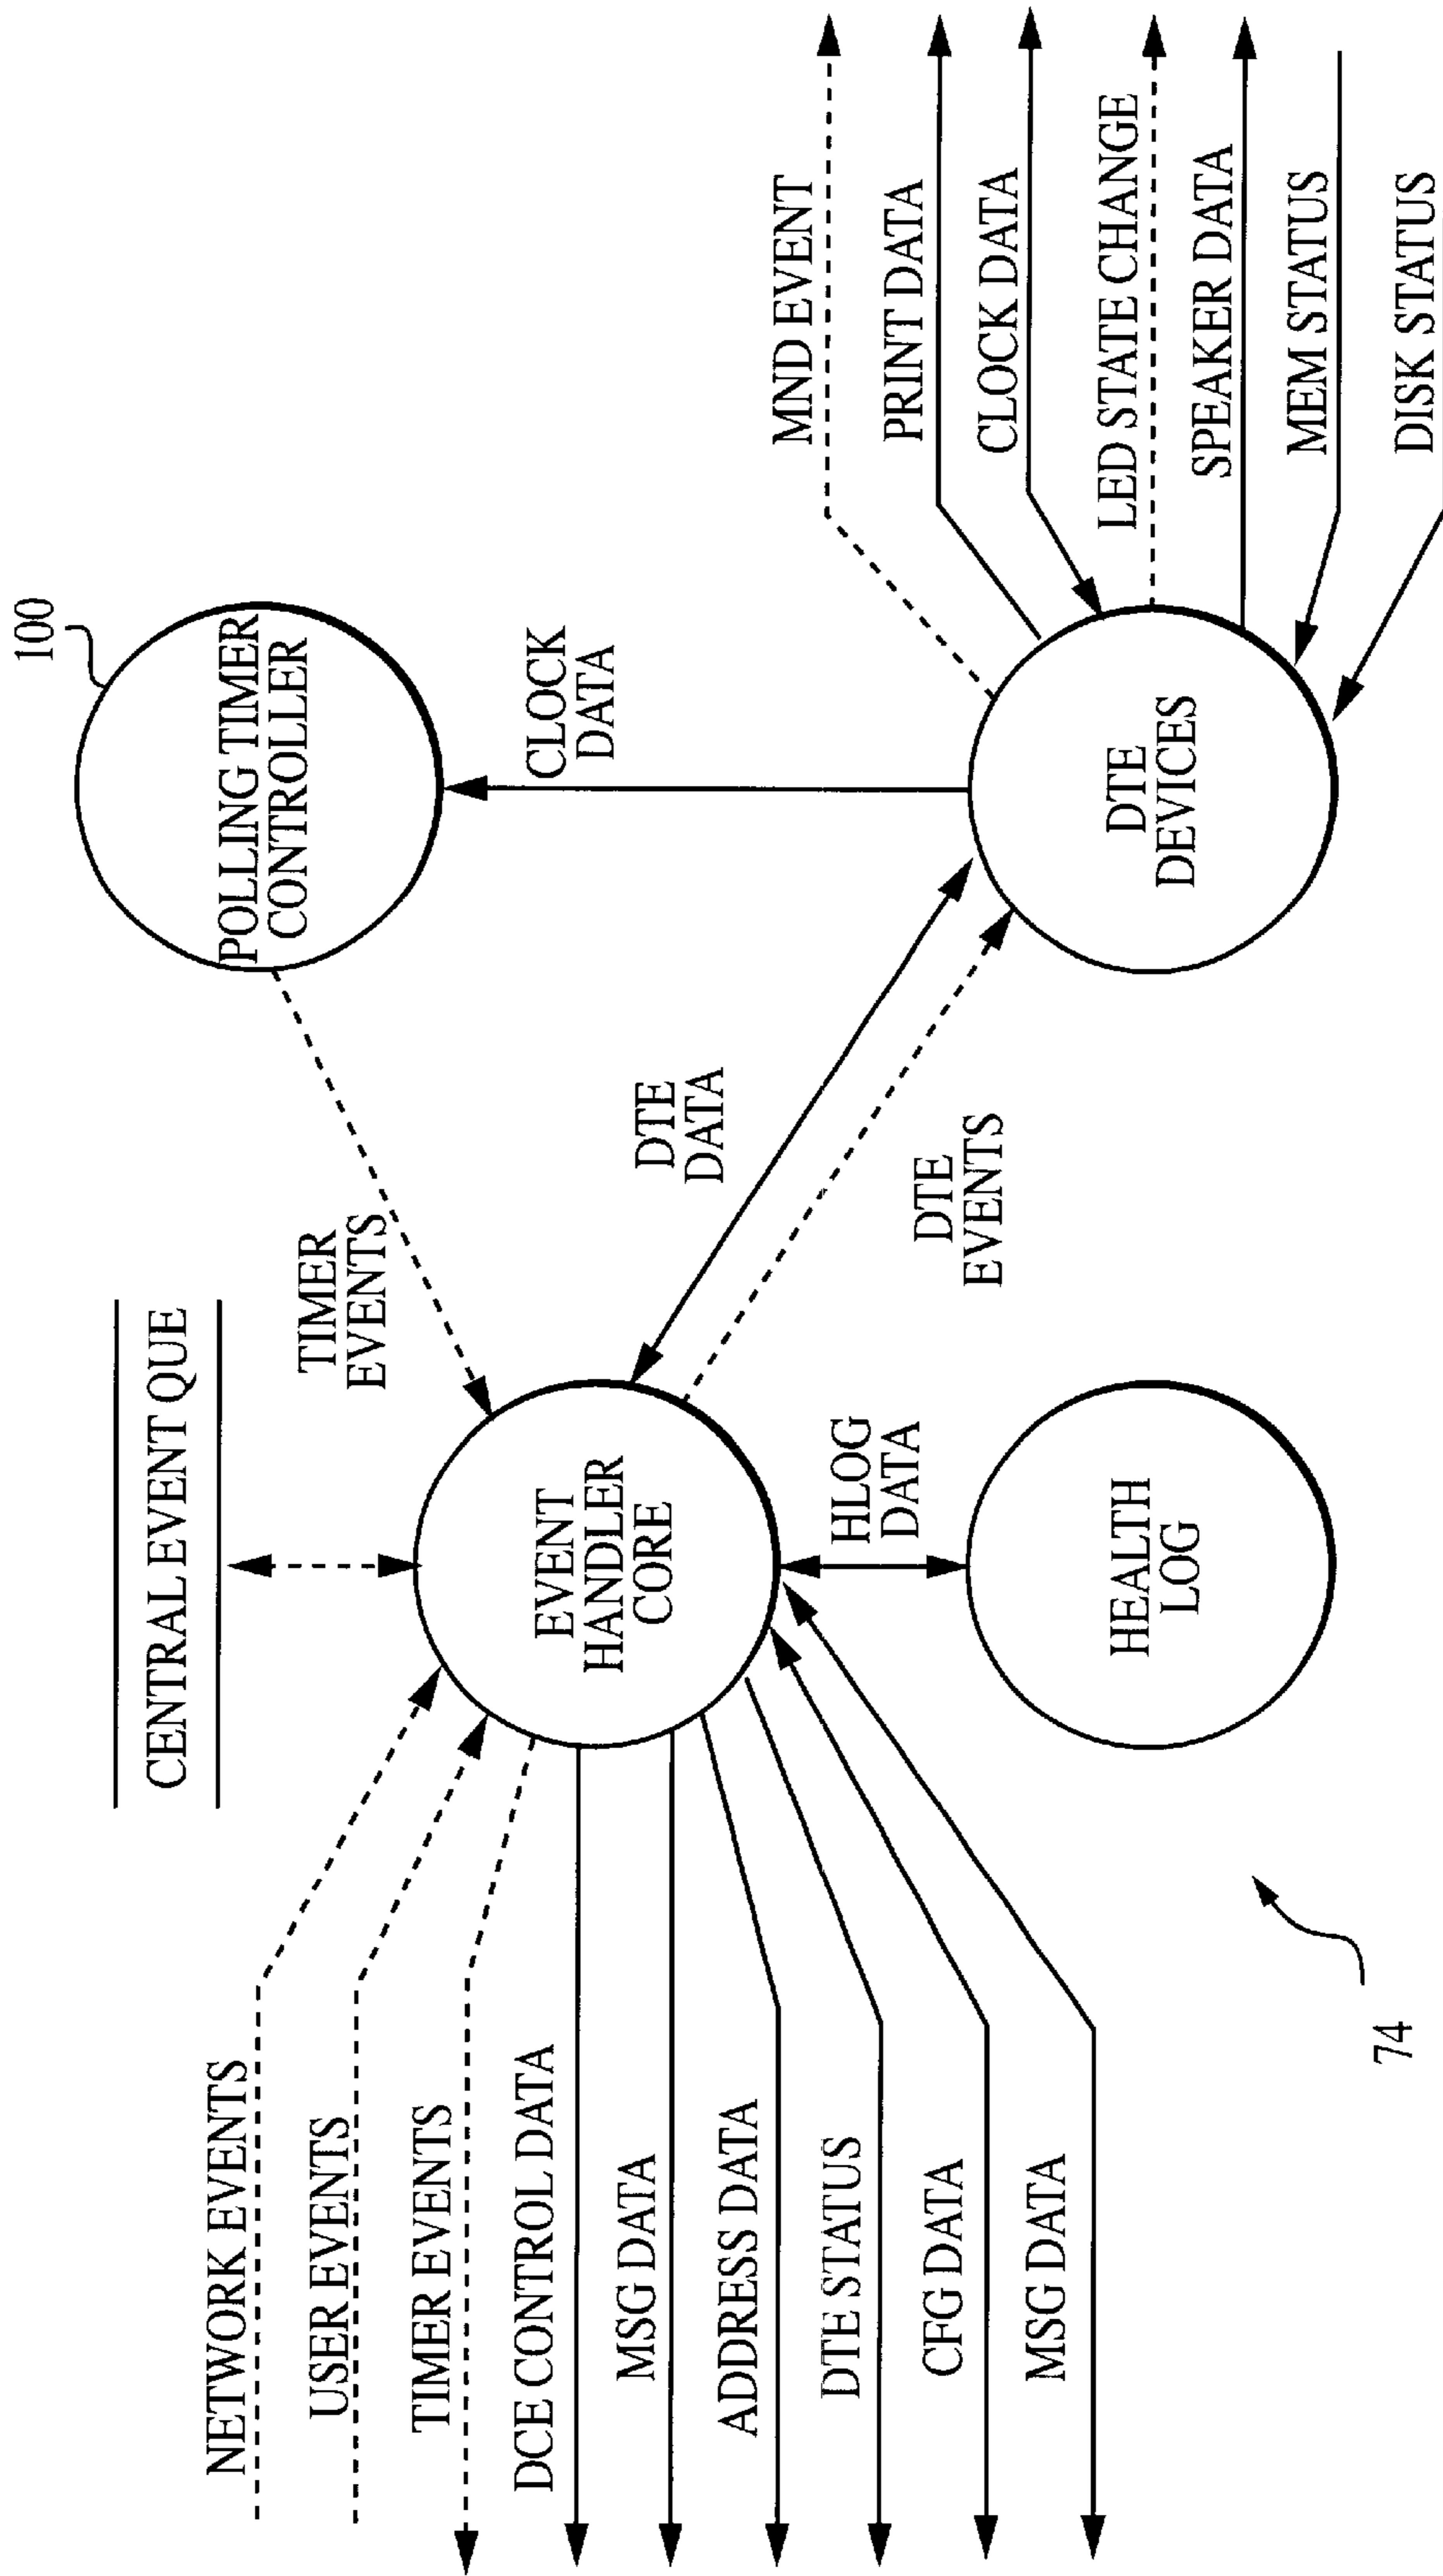 NETWORK EVENTS
USER EVENTS
TIMER EVENTS
DCE CONTROL DATA
MSG DATA
ADDRESS DATA
DTE STATUS
CFG DATA
MSG DATA
74
CENTRAL EVENT QUE
EVENT
HANDLER
CORE
HLOG
DATA
HEALTH
LOG
TIMER
EVENTS
DTE
DATA
DTE
EVENTS
100
POLLING TIMER
CONTROLLER
CLOCK
DATA
DTE
DEVICES
MND EVENT
PRINT DATA
CLOCK DATA
LED STATE CHANGE
SPEAKER DATA
MEM STATUS
DISK STATUS